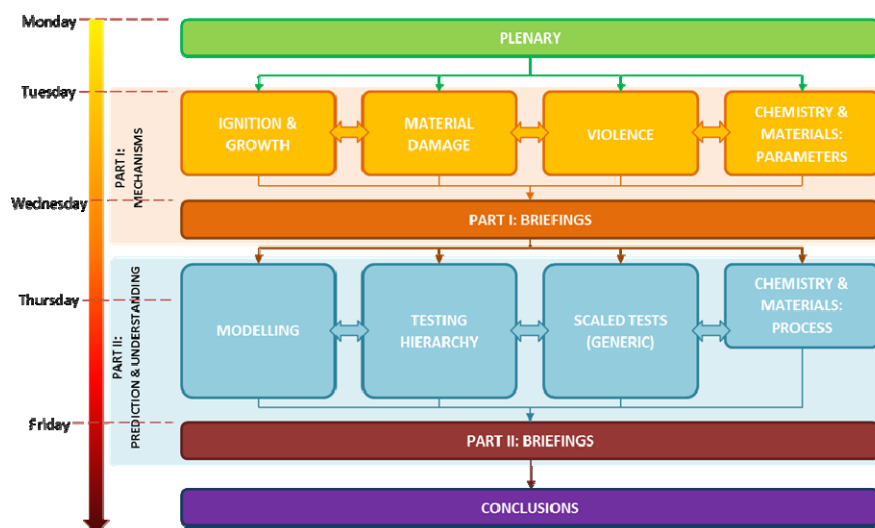 Monday
PLENARY
Tuesday
PART I:
MECHANISMS
IGNITION &
GROWTH
MATERIAL
DAMAGE
VIOLENCE
CHEMISTRY &
MATERIALS:
PARAMETERS
Wednesday
PART I: BRIEFINGS
Thursday
PART II:
PREDICTION & UNDERSTANDING
MODELLING
TESTING
HIERARCHY
SCALED TESTS
(GENERIC)
CHEMISTRY &
MATERIALS:
PROCESS
Friday
PART II: BRIEFINGS
CONCLUSIONS